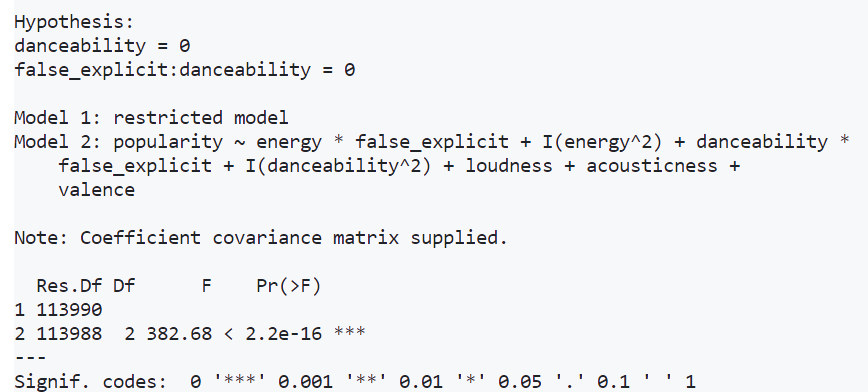 Hypothesis:
danceability = 0
false_explicit:danceability = 0
Model 1: restricted model
Model 2: popularity ~ energy * false_explicit + I(energy^2) + danceability *
false_explicit + I(danceability^2) + loudness + acousticness +
valence
Note: Coefficient covariance matrix supplied.
Res.Df Df F Pr(>F)
1 113990
2 113988 2 382.68 < 2.2e-16 ***
---
Signif. codes: 0 '***' 0.001 '**' 0.01 '*' 0.05 '.' 0.1 ' ' 1